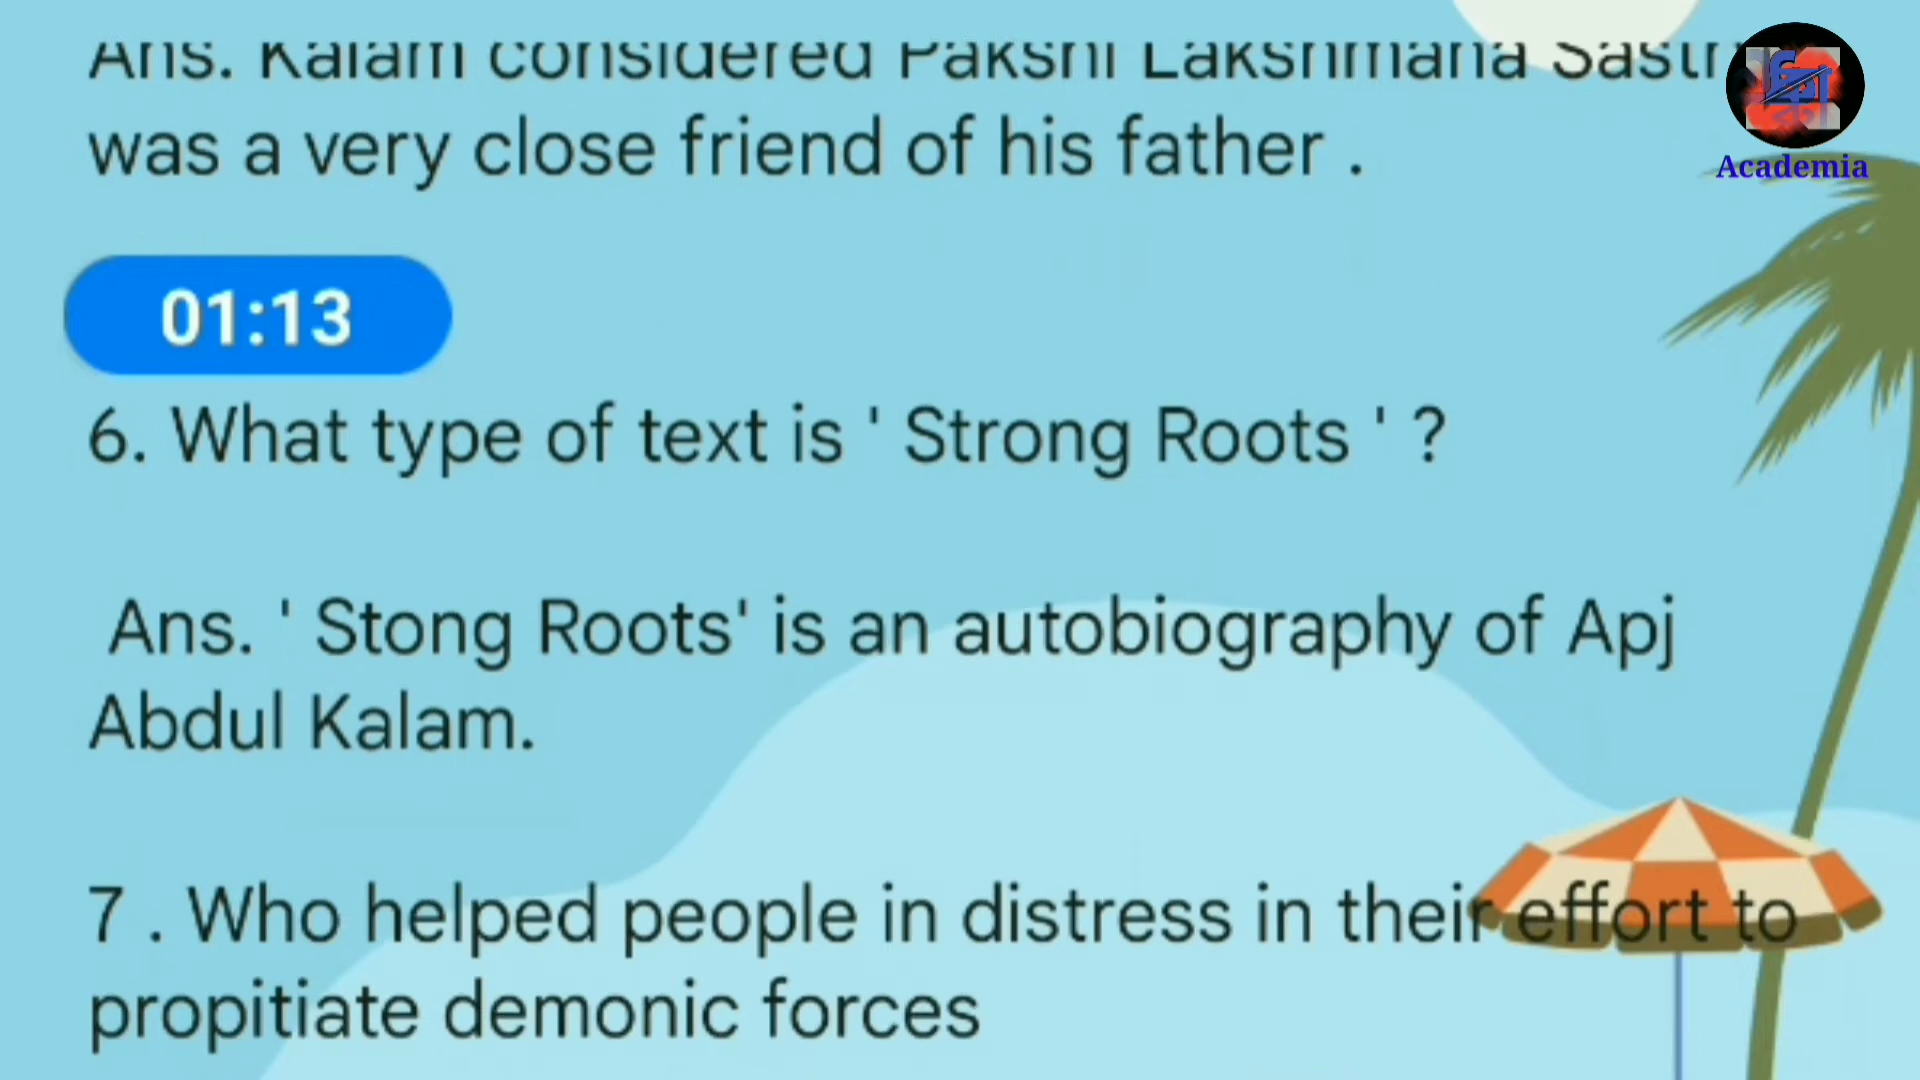 Ans. Kalam considered Pakshi Lakshmana Sastr
was a very close friend of his father .
Academia
01:13
6. What type of text is ' Strong Roots ' ?
Ans. ' Stong Roots' is an autobiography of Apj
Abdul Kalam.
7 . Who helped people in distress in their effort to
propitiate demonic forces